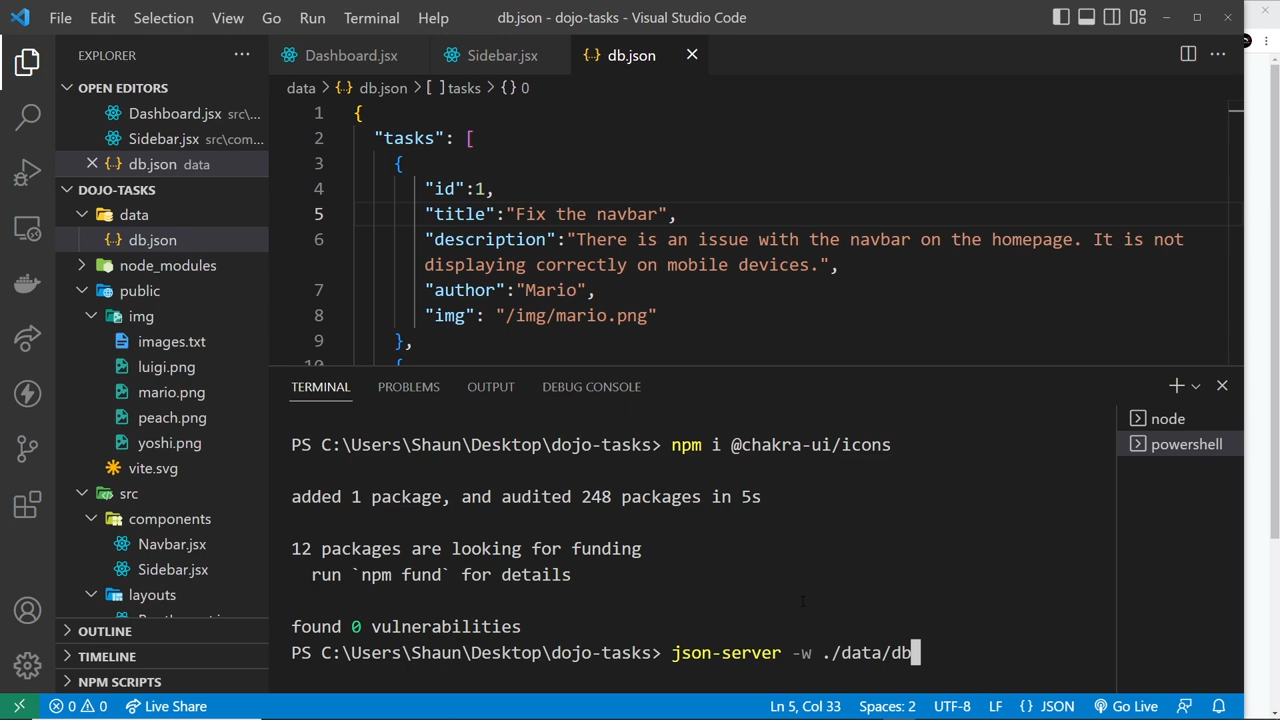 File Edit Selection View Go Run Terminal Help
db.json - dojo-tasks - Visual Studio Code
EXPLORER
OPEN EDITORS
Dashboard.jsx src\...
Sidebar.jsx src\com...
db.json data
DOJO-TASKS
data
db.json
node_modules
public
img
images.txt
luigi.png
mario.png
peach.png
yoshi.png
vite.svg
src
components
Navbar.jsx
Sidebar.jsx
layouts
OUTLINE
TIMELINE
NPM SCRIPTS
Dashboard.jsx Sidebar.jsx {..} db.json
data > {..} db.json > [ ] tasks > {} 0
1 {
2 "tasks": [
3 {
4 "id":1,
5 "title":"Fix the navbar",
6 "description":"There is an issue with the navbar on the homepage. It is not
displaying correctly on mobile devices.",
7 "author":"Mario",
8 "img": "/img/mario.png"
9 },
10 {
TERMINAL PROBLEMS OUTPUT DEBUG CONSOLE
PS C:\Users\Shaun\Desktop\dojo-tasks> npm i @chakra-ui/icons
added 1 package, and audited 248 packages in 5s
12 packages are looking for funding
run `npm fund` for details
found 0 vulnerabilities
PS C:\Users\Shaun\Desktop\dojo-tasks> json-server -w ./data/db
node
powershell
0 0 Live Share
Ln 5, Col 33 Spaces: 2 UTF-8 LF {} JSON Go Live